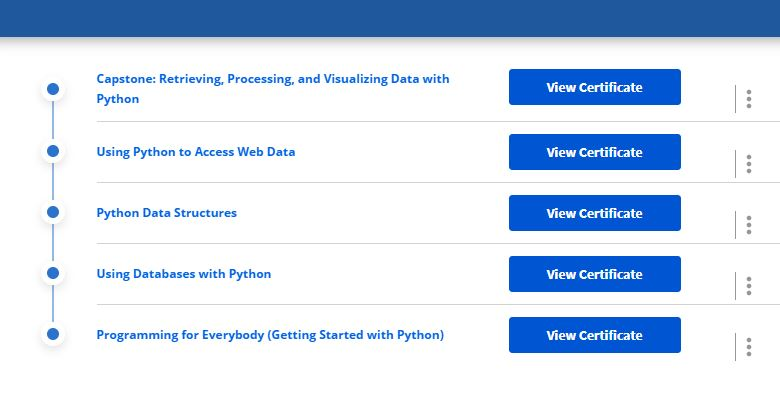 Capstone: Retrieving, Processing, and Visualizing Data with
Python
View Certificate
Using Python to Access Web Data
View Certificate
Python Data Structures
View Certificate
Using Databases with Python
View Certificate
Programming for Everybody (Getting Started with Python)
View Certificate